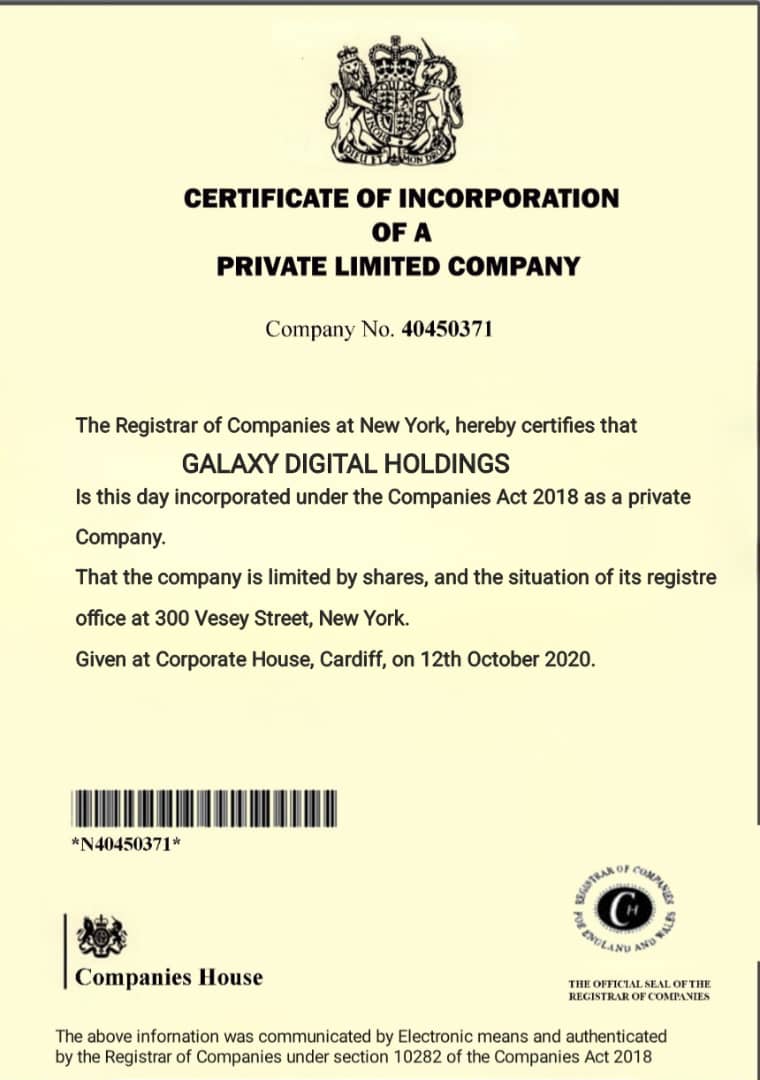 DIEU ET MON DROIT
CERTIFICATE OF INCORPORATION
OF A
PRIVATE LIMITED COMPANY
Company No. 40450371
The Registrar of Companies at New York, hereby certifies that
GALAXY DIGITAL HOLDINGS
Is this day incorporated under the Companies Act 2018 as a private
Company.
That the company is limited by shares, and the situation of its registre
office at 300 Vesey Street, New York.
Given at Corporate House, Cardiff, on 12th October 2020.
*N40450371*
Companies House
REGISTRAR OF COMPANIES
FOR ENGLAND AND WALES
CH
THE OFFICIAL SEAL OF THE
REGISTRAR OF COMPANIES
The above infornation was communicated by Electronic means and authenticated
by the Registrar of Companies under section 10282 of the Companies Act 2018